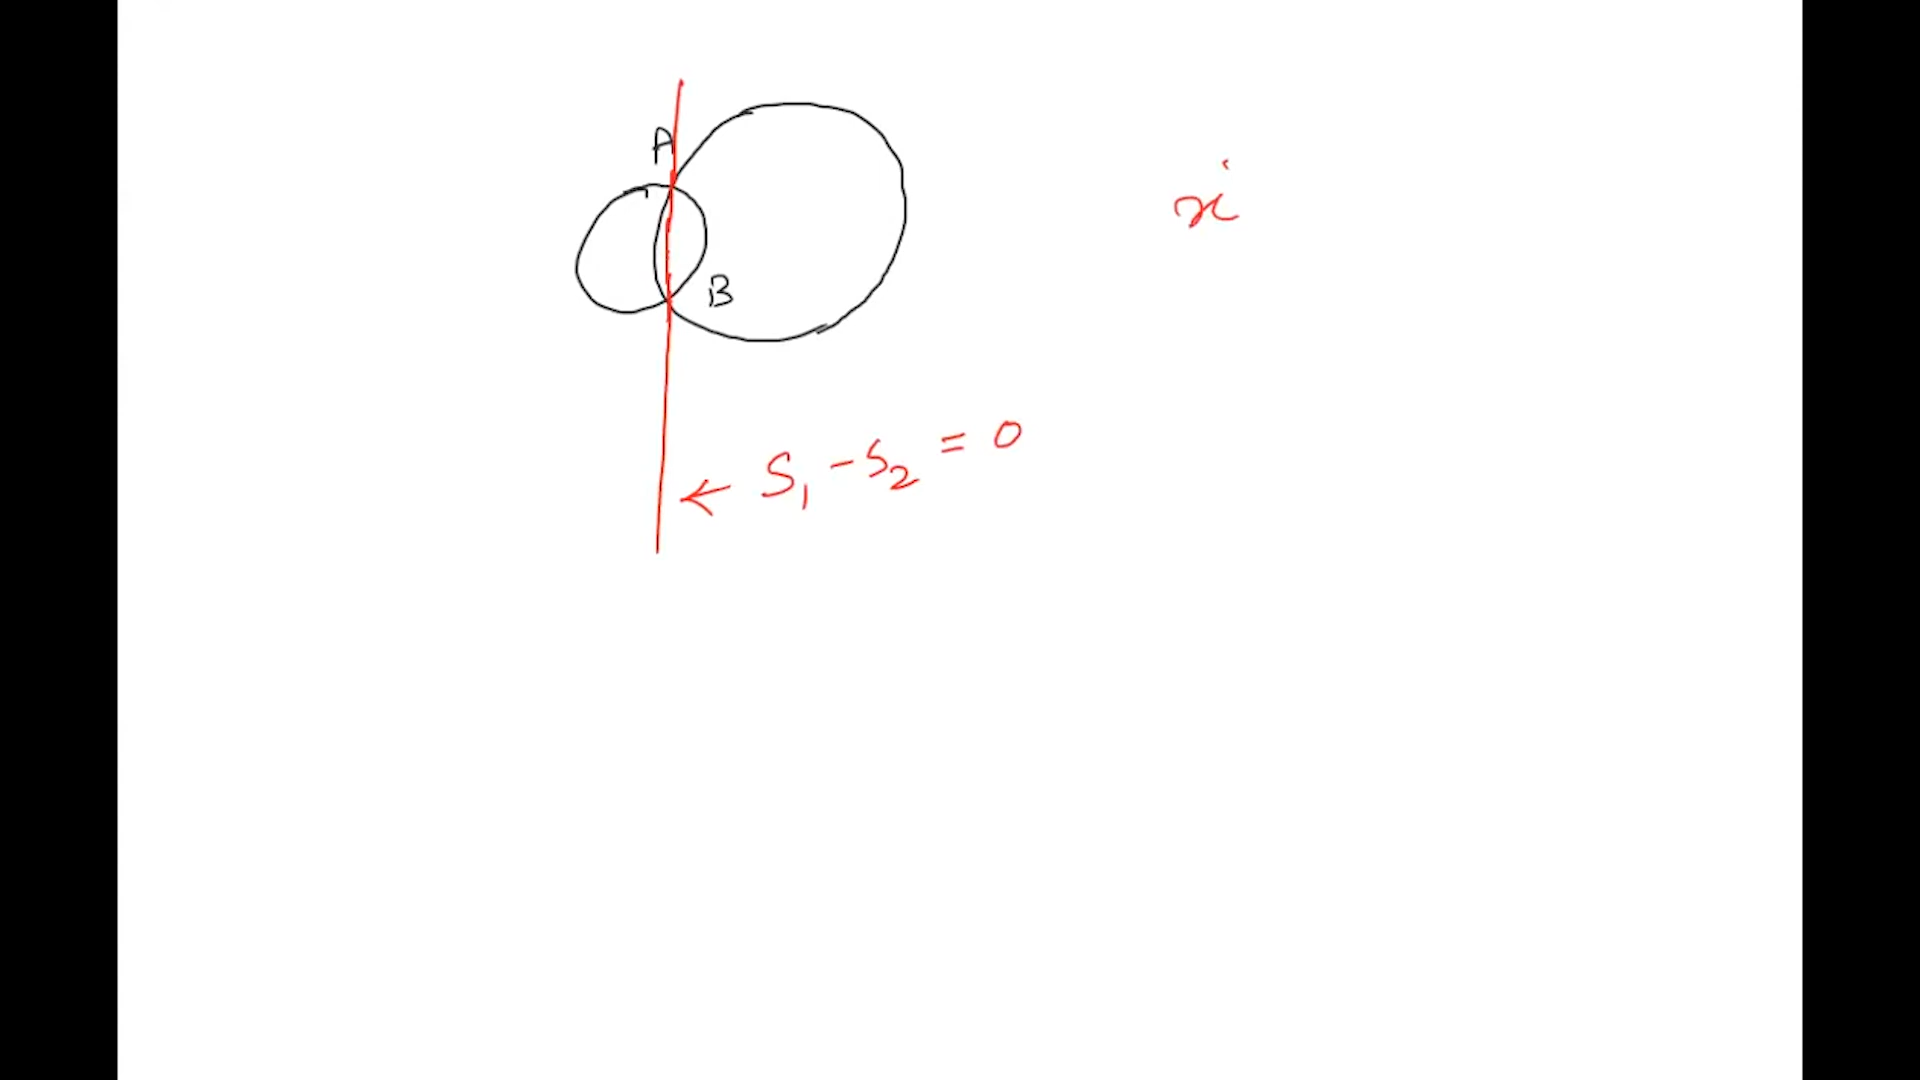 A
x
B
← S₁ - S₂ = 0